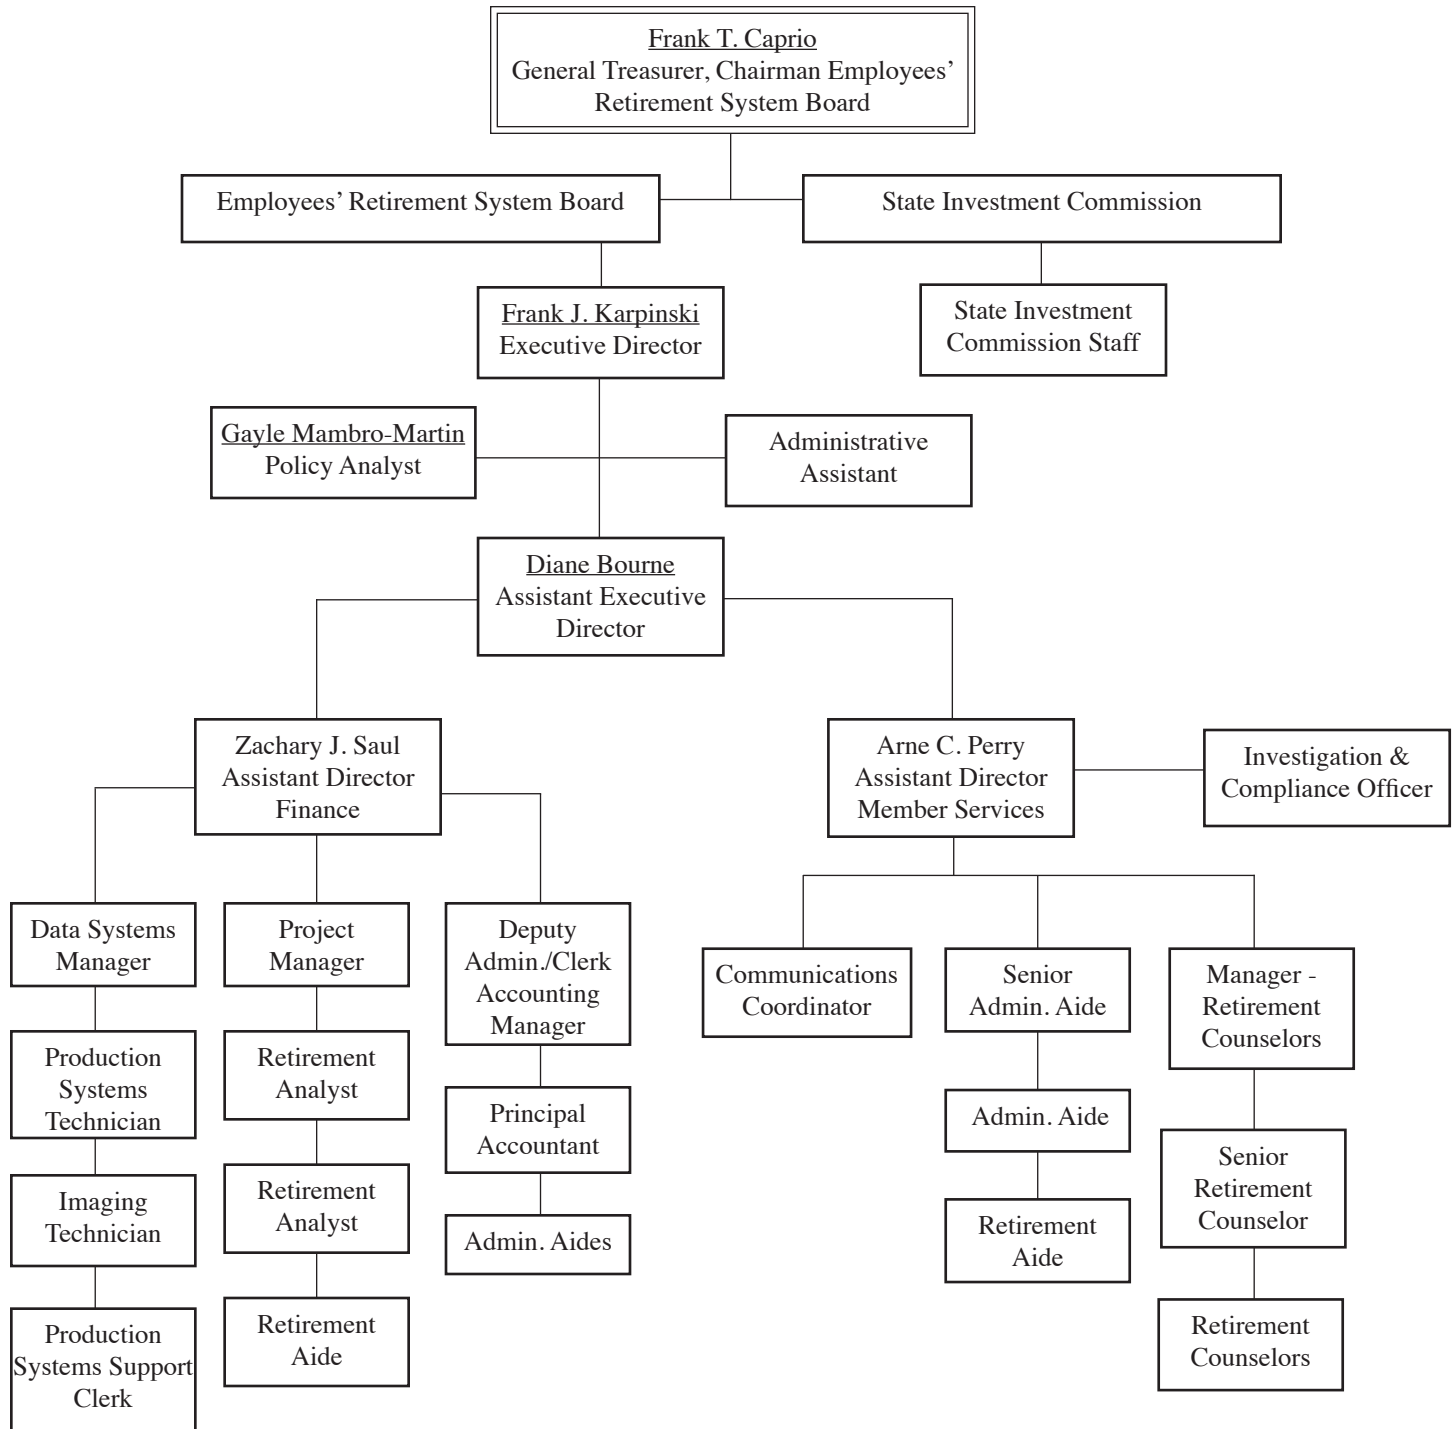 Frank T. Caprio
General Treasurer, Chairman Employees’
Retirement System Board
Employees’ Retirement System Board
State Investment Commission
Frank J. Karpinski
Executive Director
State Investment
Commission Staff
Gayle Mambro-Martin
Policy Analyst
Administrative
Assistant
Diane Bourne
Assistant Executive
Director
Zachary J. Saul
Assistant Director
Finance
Arne C. Perry
Assistant Director
Member Services
Investigation &
Compliance Officer
Data Systems
Manager
Project
Manager
Deputy
Admin./Clerk
Accounting
Manager
Communications
Coordinator
Senior
Admin. Aide
Manager -
Retirement
Counselors
Production
Systems
Technician
Retirement
Analyst
Principal
Accountant
Admin. Aide
Senior
Retirement
Counselor
Imaging
Technician
Retirement
Analyst
Admin. Aides
Retirement
Aide
Retirement
Counselors
Production
Systems Support
Clerk
Retirement
Aide